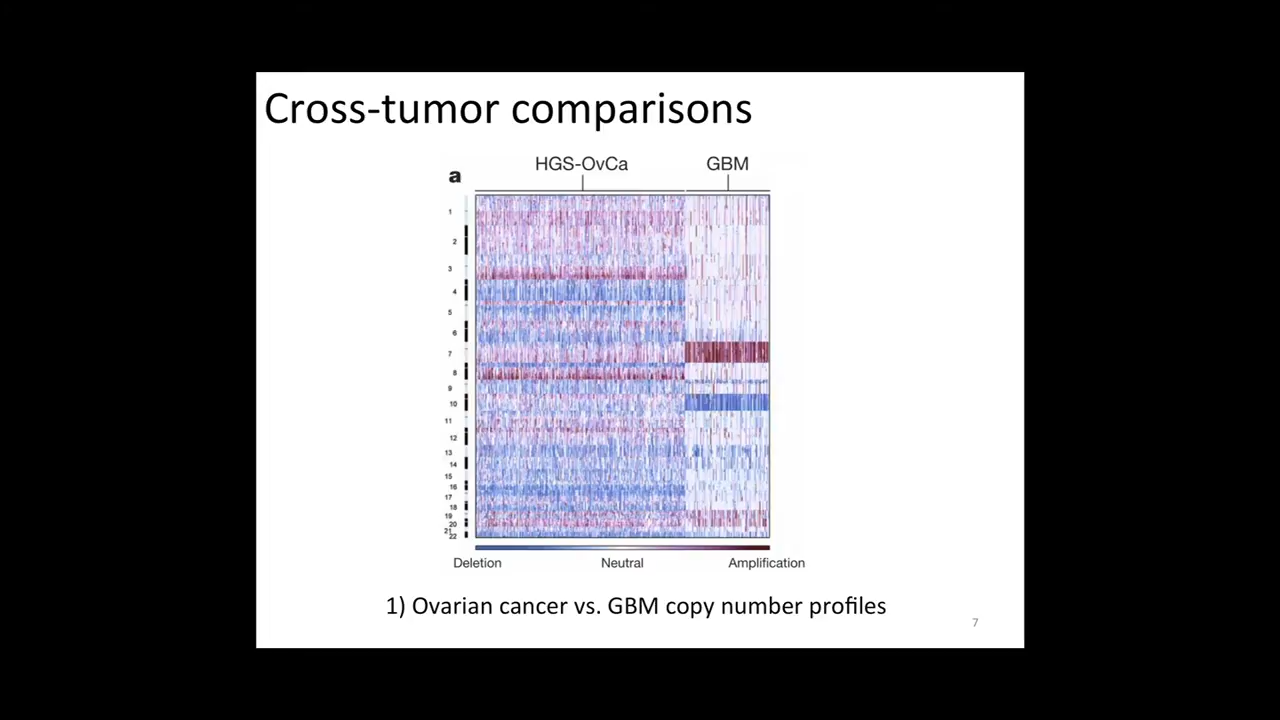 Cross-tumor comparisons
a
HGS-OvCa
GBM
1
2
3
4
5
6
7
8
9
10
11
12
13
14
15
16
17
18
19
20
21
22
Deletion
Neutral
Amplification
1) Ovarian cancer vs. GBM copy number profiles
7